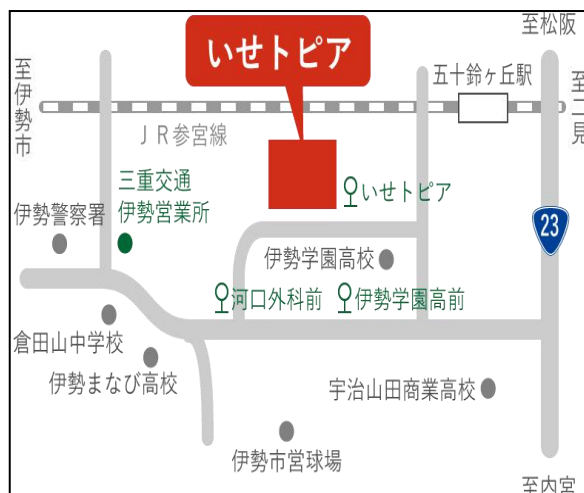 至松阪
いせトピア
五十鈴ヶ丘駅
至伊勢市
至二見
JR参宮線
三重交通
伊勢営業所
いせトピア
伊勢警察署
23
伊勢学園高校
河口外科前
伊勢学園高前
倉田山中学校
伊勢まなび高校
宇治山田商業高校
伊勢市営球場
至内宮